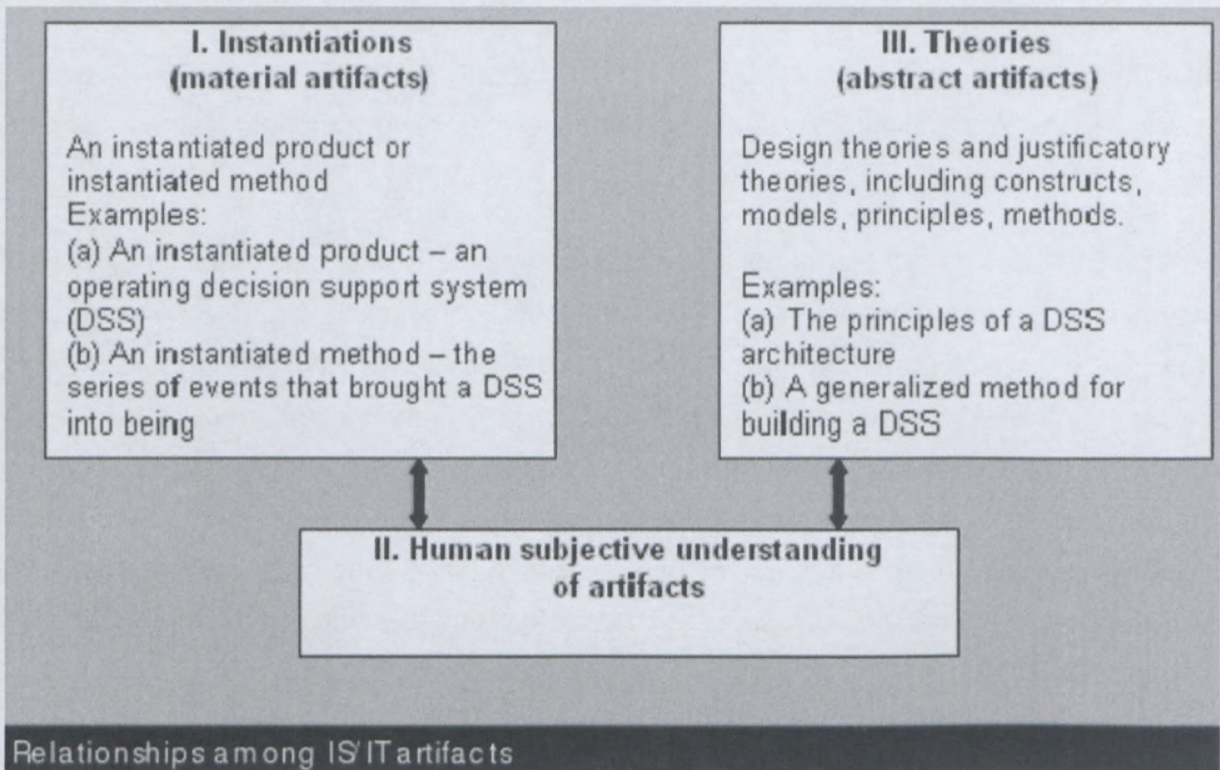 I. Instantiations
(material artifacts)
An instantiated product or
instantiated method
Examples:
(a) An instantiated product – an
operating decision support system
(DSS)
(b) An instantiated method – the
series of events that brought a DSS
into being
III. Theories
(abstract artifacts)
Design theories and justificatory
theories, including constructs,
models, principles, methods.
Examples:
(a) The principles of a DSS
architecture
(b) A generalized method for
building a DSS
II. Human subjective understanding
of artifacts
Relationships among IS/IT artifacts